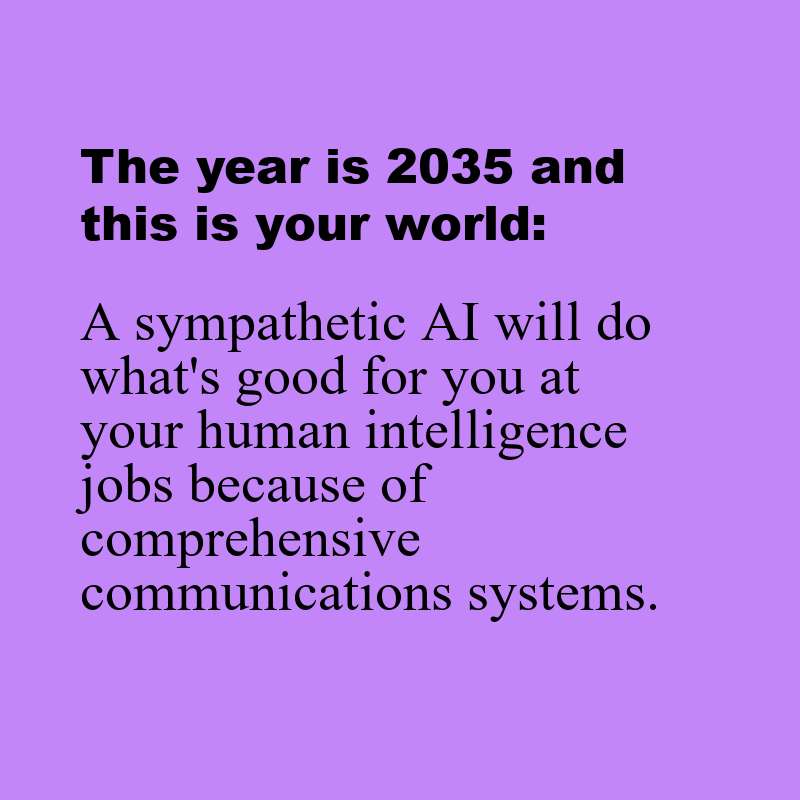 The year is 2035 and
this is your world:
A sympathetic AI will do
what's good for you at
your human intelligence
jobs because of
comprehensive
communications systems.